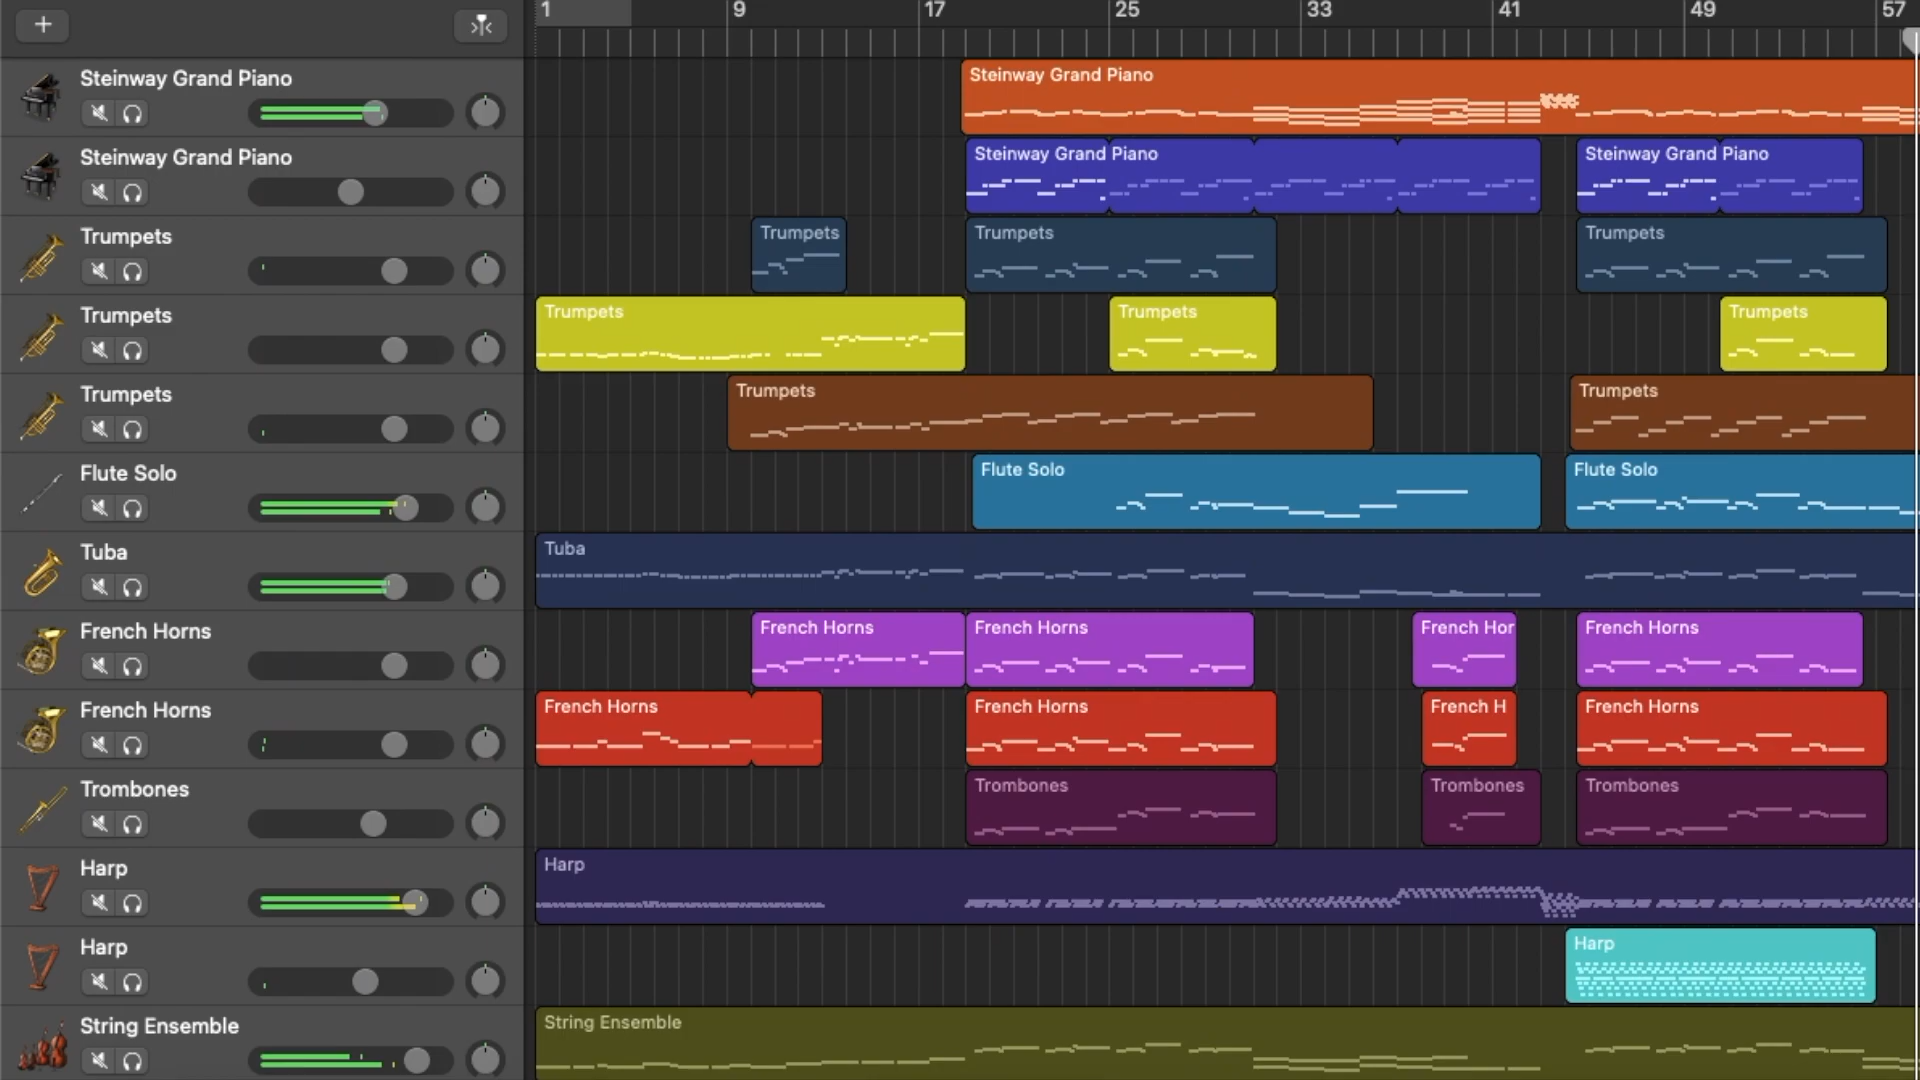 1 9 17 25 33 41 49 57
Steinway Grand Piano
Steinway Grand Piano
Steinway Grand Piano
Steinway Grand Piano
Steinway Grand Piano
Trumpets
Trumpets
Trumpets
Trumpets
Trumpets
Trumpets
Trumpets
Trumpets
Trumpets
Trumpets
Trumpets
Flute Solo
Flute Solo
Flute Solo
Tuba
Tuba
French Horns
French Horns
French Horns
French Hor
French Horns
French Horns
French Horns
French Horns
French H
French Horns
Trombones
Trombones
Trombones
Trombones
Harp
Harp
Harp
Harp
String Ensemble
String Ensemble